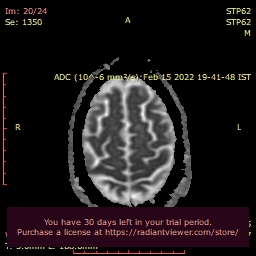 Im: 20/24 STP62
Se: 1350 STP62
A M
ADC (10^-6 mm²/s):Feb 15 2022 19-41-48 IST
R L
You have 30 days left in your trial period.
Purchase a license at https://radiantviewer.com/store/